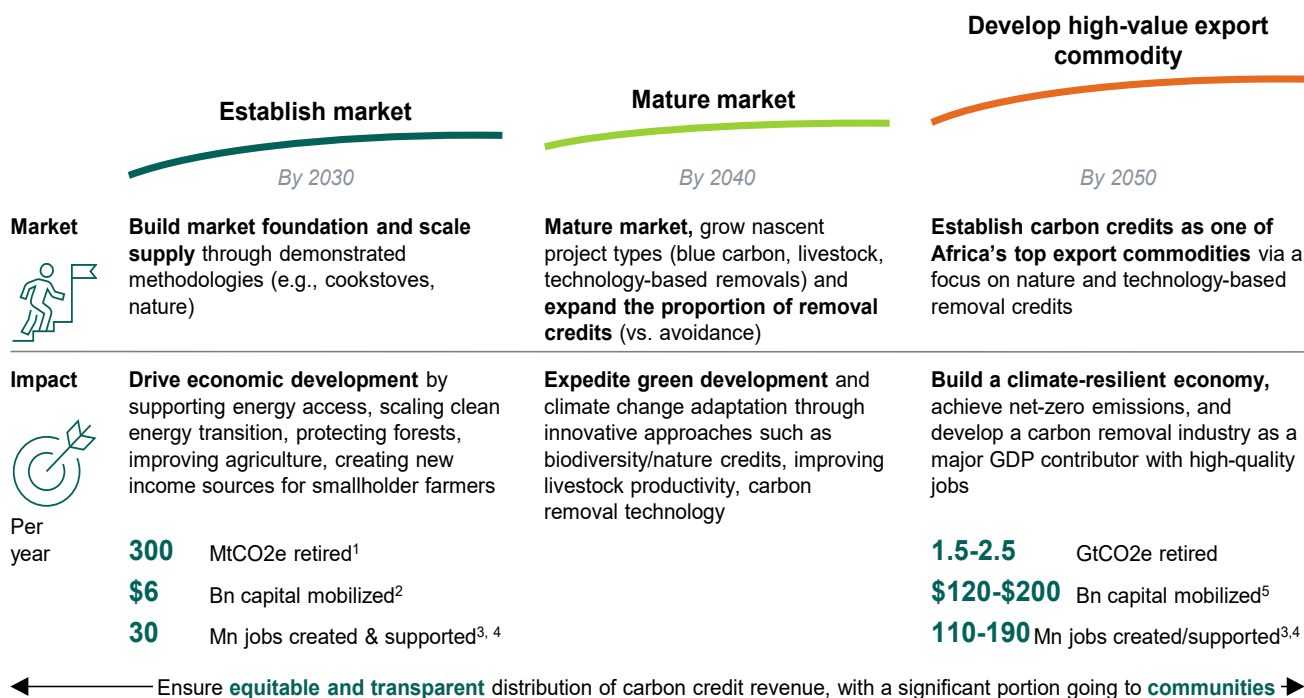 Establish market
Mature market
Develop high-value export
commodity
By 2030
By 2040
By 2050
Market
Build market foundation and scale
supply through demonstrated
methodologies (e.g., cookstoves,
nature)
Mature market, grow nascent
project types (blue carbon, livestock,
technology-based removals) and
expand the proportion of removal
credits (vs. avoidance)
Establish carbon credits as one of
Africa’s top export commodities via a
focus on nature and technology-based
removal credits
Impact
Drive economic development by
supporting energy access, scaling clean
energy transition, protecting forests,
improving agriculture, creating new
income sources for smallholder farmers
Expedite green development and
climate change adaptation through
innovative approaches such as
biodiversity/nature credits, improving
livestock productivity, carbon
removal technology
Build a climate-resilient economy,
achieve net-zero emissions, and
develop a carbon removal industry as a
major GDP contributor with high-quality
jobs
Per
year
300 MtCO2e retired¹
$6 Bn capital mobilized²
30 Mn jobs created & supported³, ⁴
1.5-2.5 GtCO2e retired
$120-$200 Bn capital mobilized⁵
110-190 Mn jobs created/supported³,⁴
Ensure equitable and transparent distribution of carbon credit revenue, with a significant portion going to communities